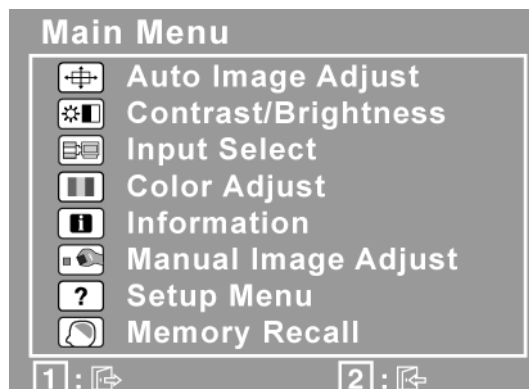 Main Menu
Auto Image Adjust
Contrast/Brightness
Input Select
Color Adjust
Information
Manual Image Adjust
? Setup Menu
Memory Recall
1 : 2 :